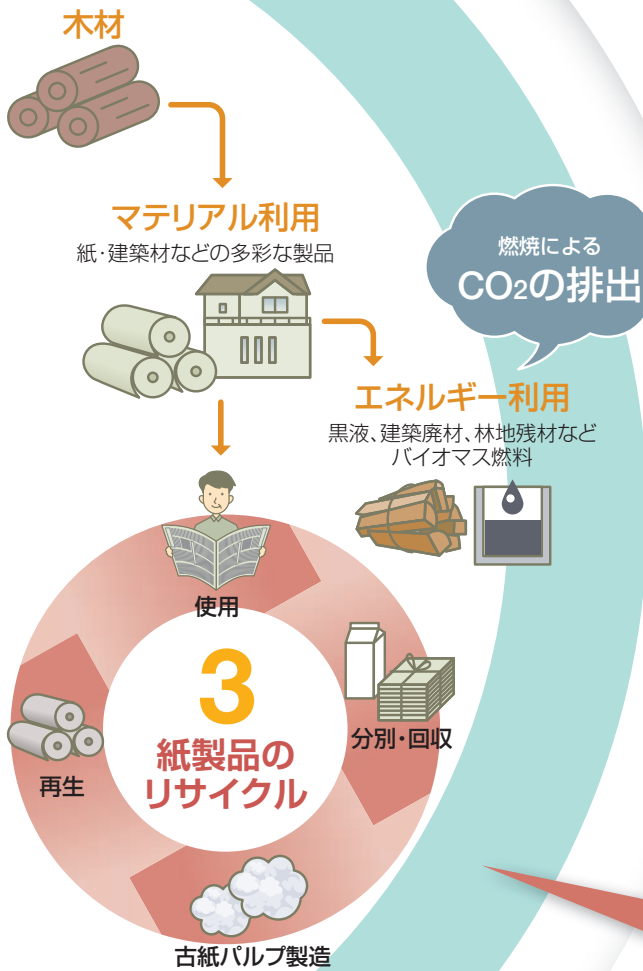 木材
マテリアル利用
紙・建築材などの多彩な製品
燃焼による
CO2の排出
エネルギー利用
黒液、建築廃材、林地残材など
バイオマス燃料
使用
3
紙製品の
リサイクル
分別・回収
再生
古紙パルプ製造